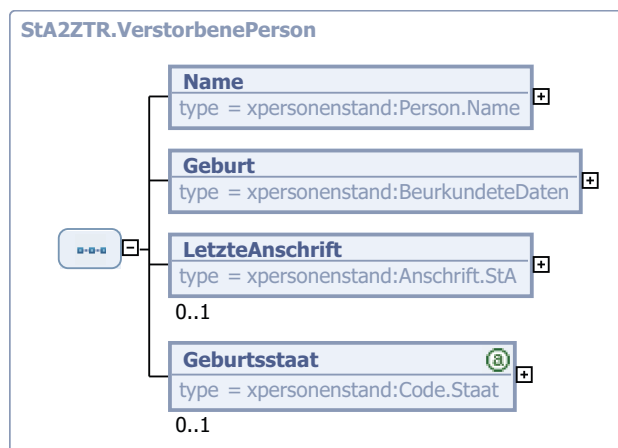 StA2ZTR.VerstorbenePerson
Name
type = xpersonenstand:Person.Name
Geburt
type = xpersonenstand:BeurkundeteDaten
LetzteAnschrift
type = xpersonenstand:Anschrift.StA
0..1
Geburtsstaat
a
type = xpersonenstand:Code.Staat
0..1